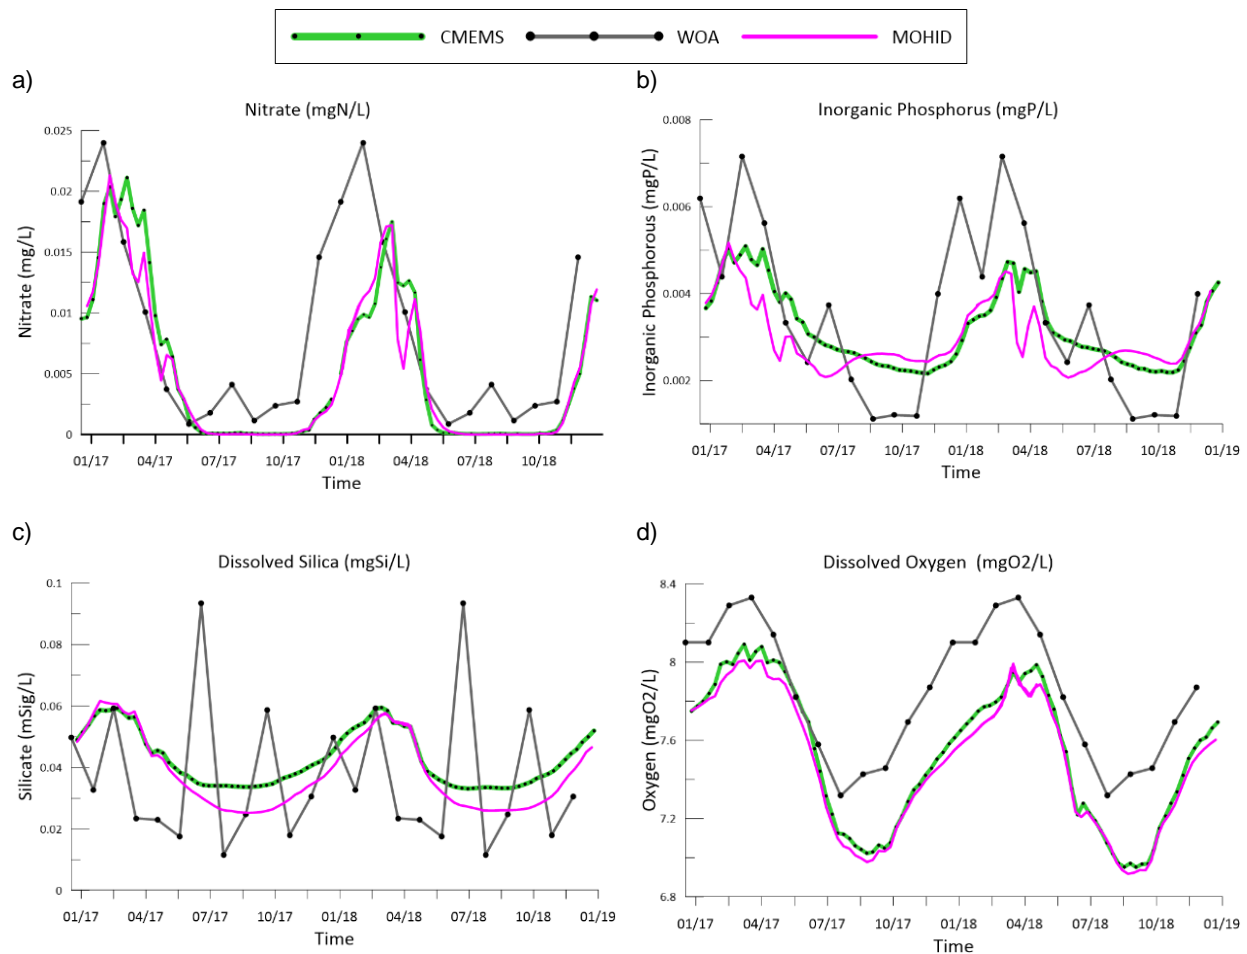 CMEMS WOA MOHID
a)
Nitrate (mgN/L)
0.025
0.02
0.015
0.01
0.005
0
Nitrate (mg/L)
01/17 04/17 07/17 10/17 01/18 04/18 07/18 10/18
Time
b)
Inorganic Phosphorus (mgP/L)
0.008
0.006
0.004
0.002
Inorganic Phosphorous (mgP/L)
01/17 04/17 07/17 10/17 01/18 04/18 07/18 10/18 01/19
Time
c)
Dissolved Silica (mgSi/L)
0.1
0.08
0.06
0.04
0.02
0
Silicate (mSig/L)
01/17 04/17 07/17 10/17 01/18 04/18 07/18 10/18 01/19
Time
d)
Dissolved Oxygen (mgO2/L)
8.4
8
7.6
7.2
6.8
Oxygen (mgO2/L)
01/17 04/17 07/17 10/17 01/18 04/18 07/18 10/18 01/19
Time